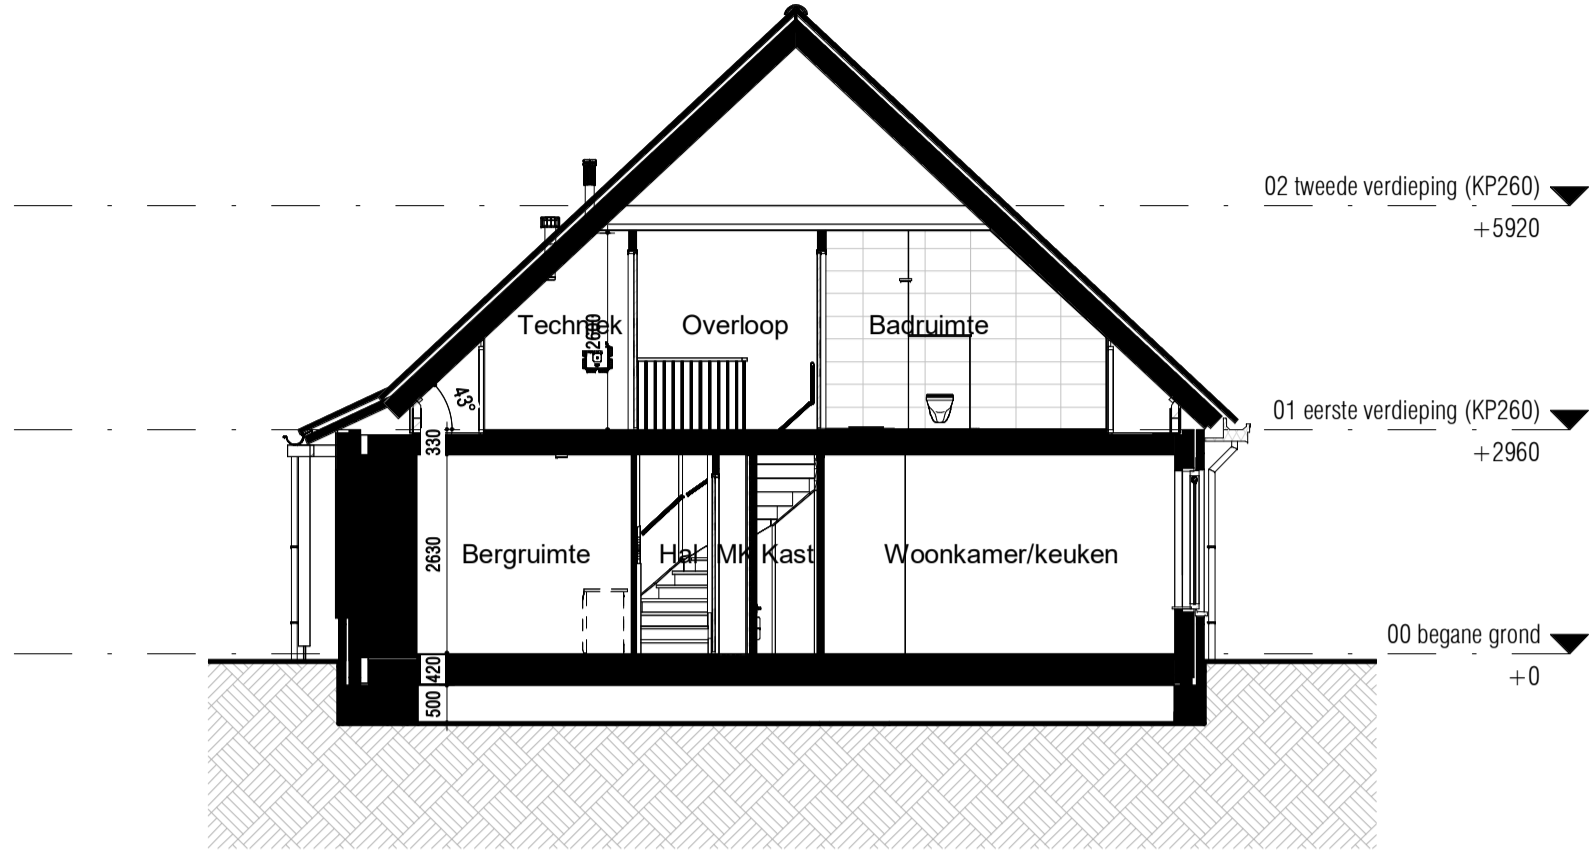 02 tweede verdieping (KP260)
+5920
Techniek
2600
Overloop
Badruimte
43°
01 eerste verdieping (KP260)
+2960
330
2630
Bergruimte
Hal
MK
Kast
Woonkamer/keuken
00 begane grond
+0
420
500